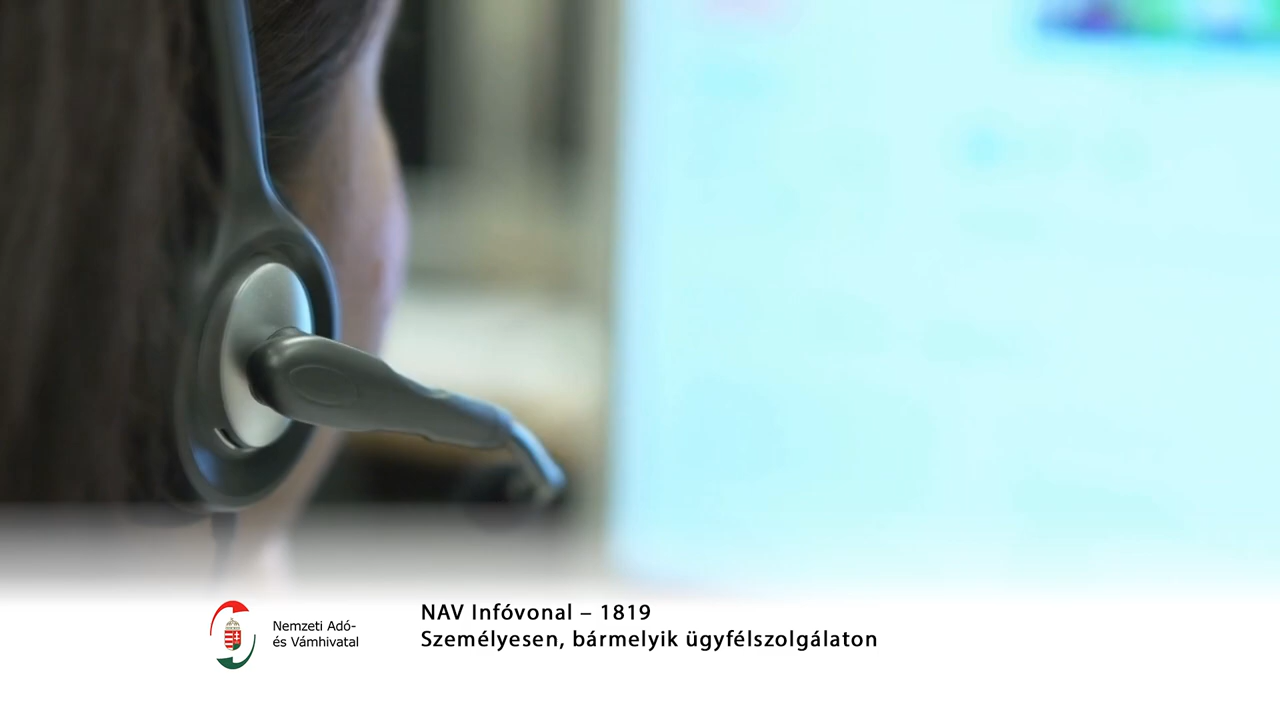 Nemzeti Adó-
és Vámhivatal
NAV Infóvonal – 1819
Személyesen, bármelyik ügyfélszolgálaton